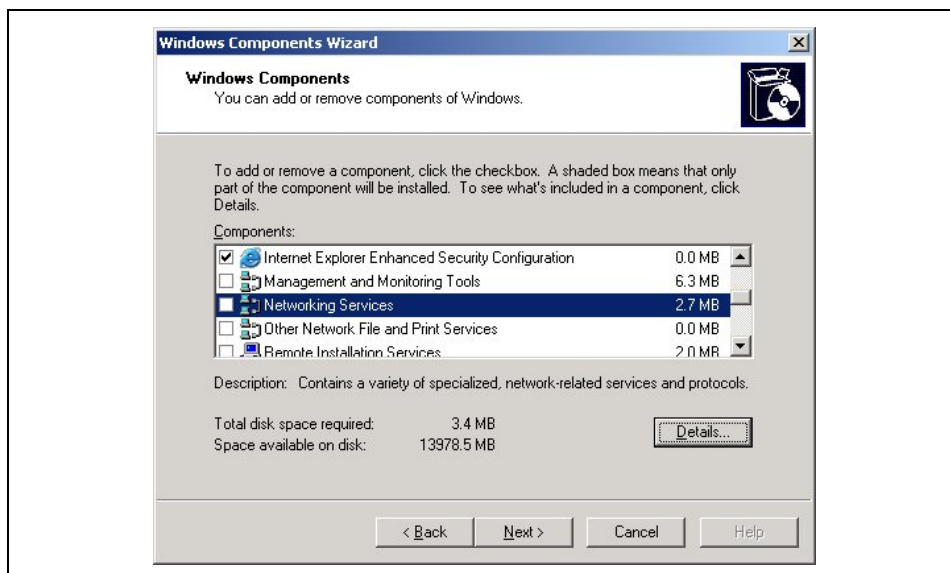 Windows Components Wizard
Windows Components
You can add or remove components of Windows.
To add or remove a component, click the checkbox. A shaded box means that only
part of the component will be installed. To see what's included in a component, click
Details.
Components:
Internet Explorer Enhanced Security Configuration 0.0 MB
Management and Monitoring Tools 6.3 MB
Networking Services 2.7 MB
Other Network File and Print Services 0.0 MB
Remote Installation Services 2.0 MB
Description: Contains a variety of specialized, network-related services and protocols.
Total disk space required: 3.4 MB
Space available on disk: 13978.5 MB
Details...
< Back Next > Cancel Help